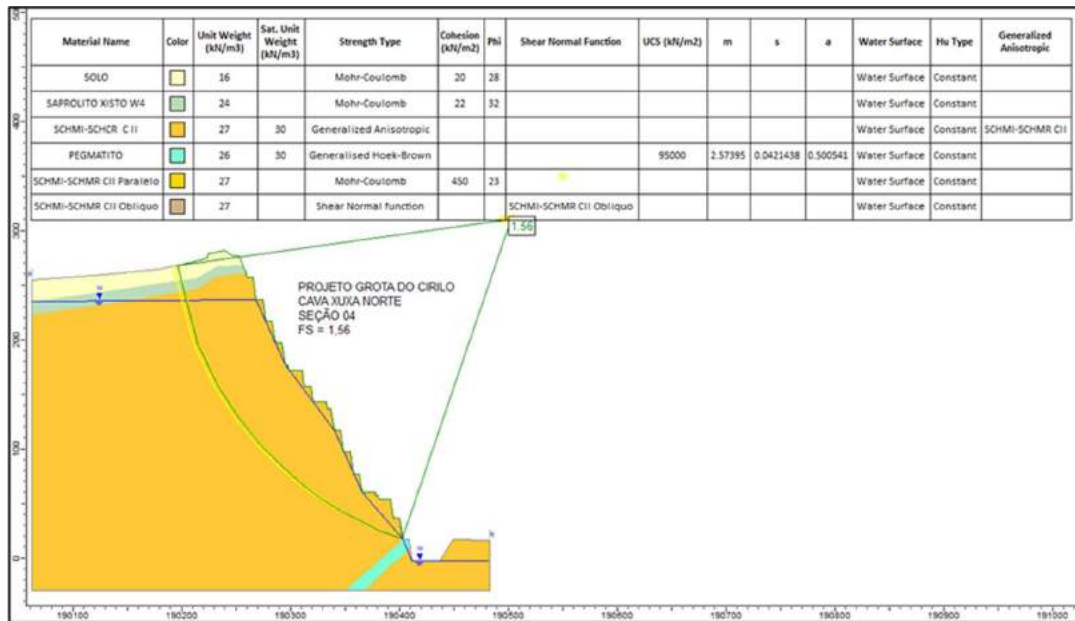 Material Name Color Unit Weight (kN/m3) Sat. Unit Weight (kN/m3) Strength Type Cohesion (kN/m2) Phi Shear Normal Function UCS (kN/m2) m s a Water Surface Hu Type Generalized Anisotropic
SOLO 16 Mohr-Coulomb 20 28 Water Surface Constant
SAPROLITO XISTO W4 24 Mohr-Coulomb 22 32 Water Surface Constant
SCHMI-SCHCR C II 27 30 Generalized Anisotropic Water Surface Constant SCHMI-SCHMR CII
PEGMATITO 26 30 Generalised Hoek-Brown 95000 2.57395 0.0421438 0.500541 Water Surface Constant
SCHMI-SCHMR CII Paralelo 27 Mohr-Coulomb 450 23 Water Surface Constant
SCHMI-SCHMR CII Obliquo 27 Shear Normal function SCHMI-SCHMR CII Obliquo Water Surface Constant
1.56
PROJETO GROTA DO CIRILO
CAVA XUXA NORTE
SEÇÃO 04
FS = 1,56
500
400
300
200
100
0
190100 190200 190300 190400 190500 190600 190700 190800 190900 191000